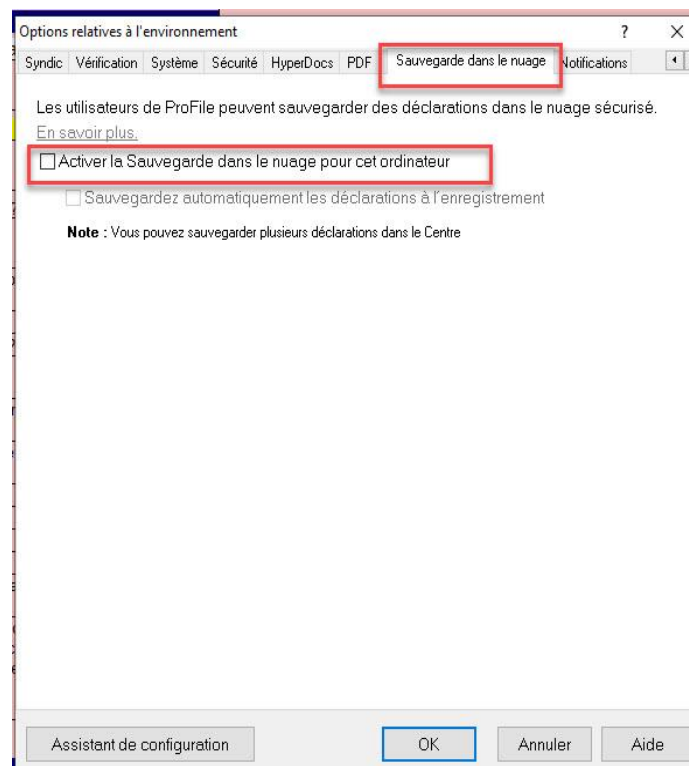 Options relatives à l'environnement ? X
Syndic Vérification Système Sécurité HyperDocs PDF Sauvegarde dans le nuage Notifications
Les utilisateurs de ProFile peuvent sauvegarder des déclarations dans le nuage sécurisé.
En savoir plus.
Activer la Sauvegarde dans le nuage pour cet ordinateur
Sauvegardez automatiquement les déclarations à l'enregistrement
Note : Vous pouvez sauvegarder plusieurs déclarations dans le Centre
Assistant de configuration OK Annuler Aide